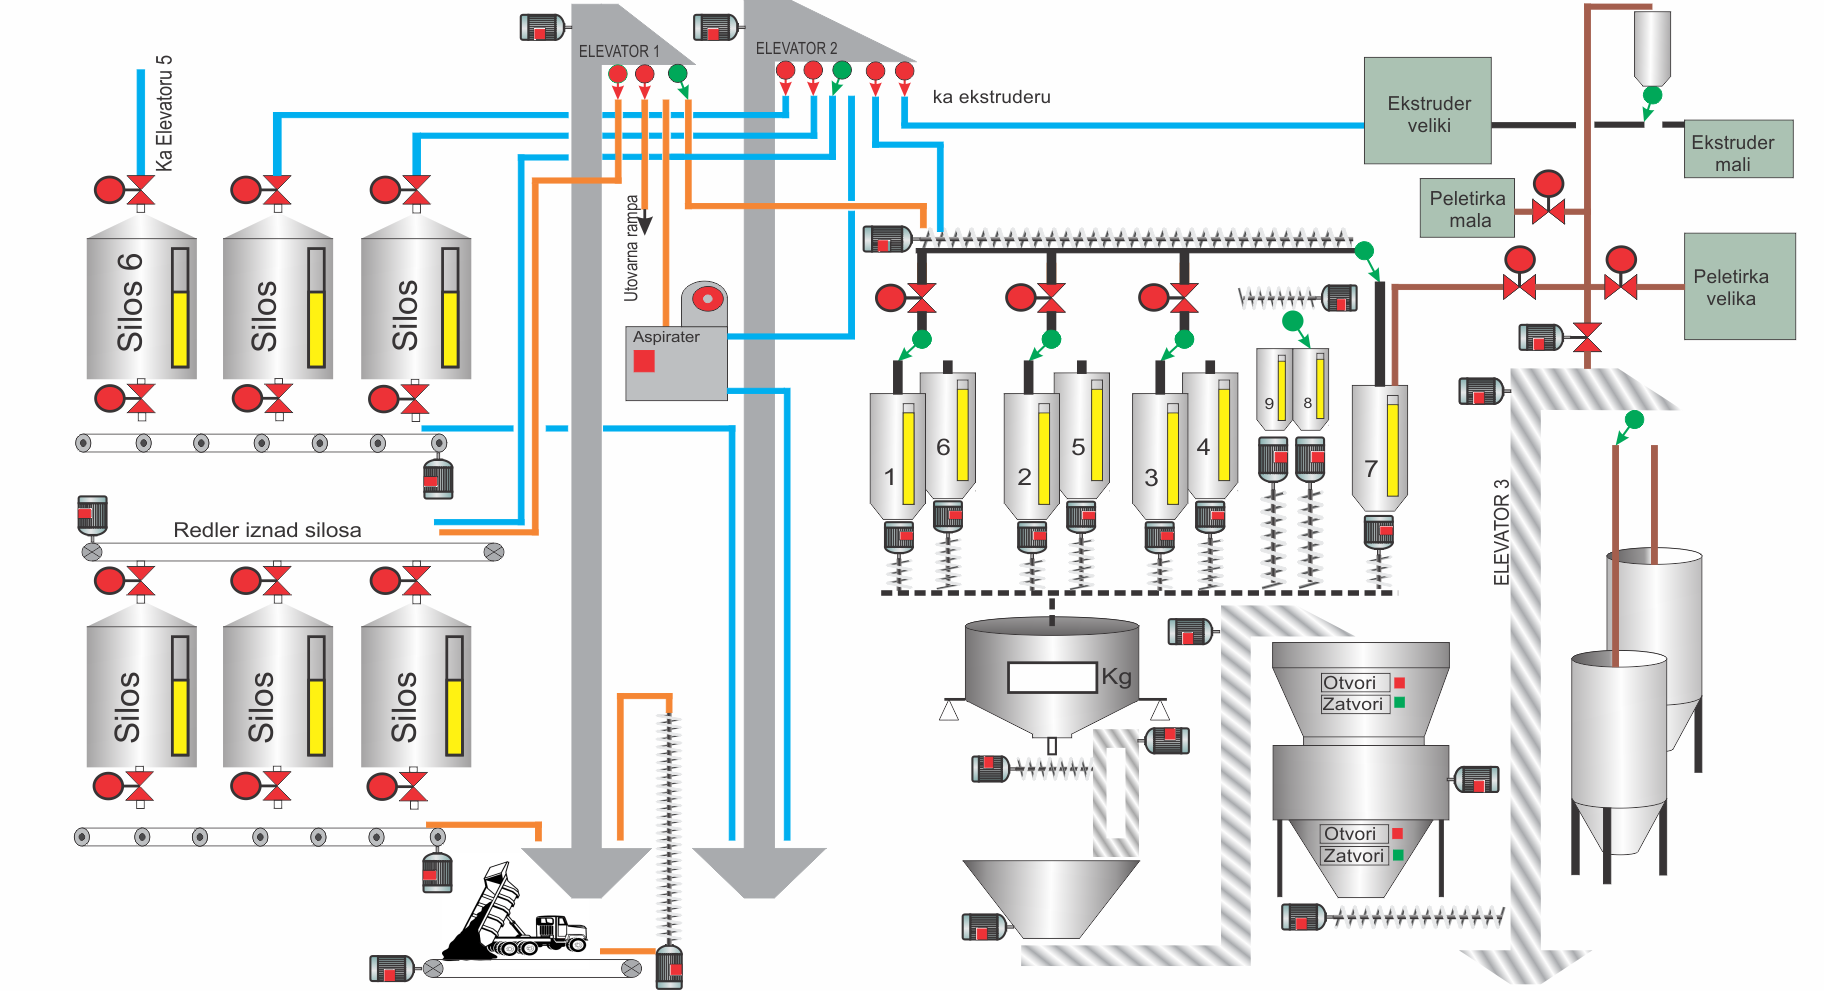 ELEVATOR 1
ELEVATOR 2
Ka Elevatoru 5
ka ekstruderu
Ekstruder
veliki
Ekstruder
mali
Peletirka
mala
Peletirka
velika
Utovarna rampa
Aspirater
Silos 6
Silos
Silos
Redler iznad silosa
Silos
Silos
Silos
1
6
2
5
3
4
9
8
7
ELEVATOR 3
Kg
Otvori
Zatvori
Otvori
Zatvori